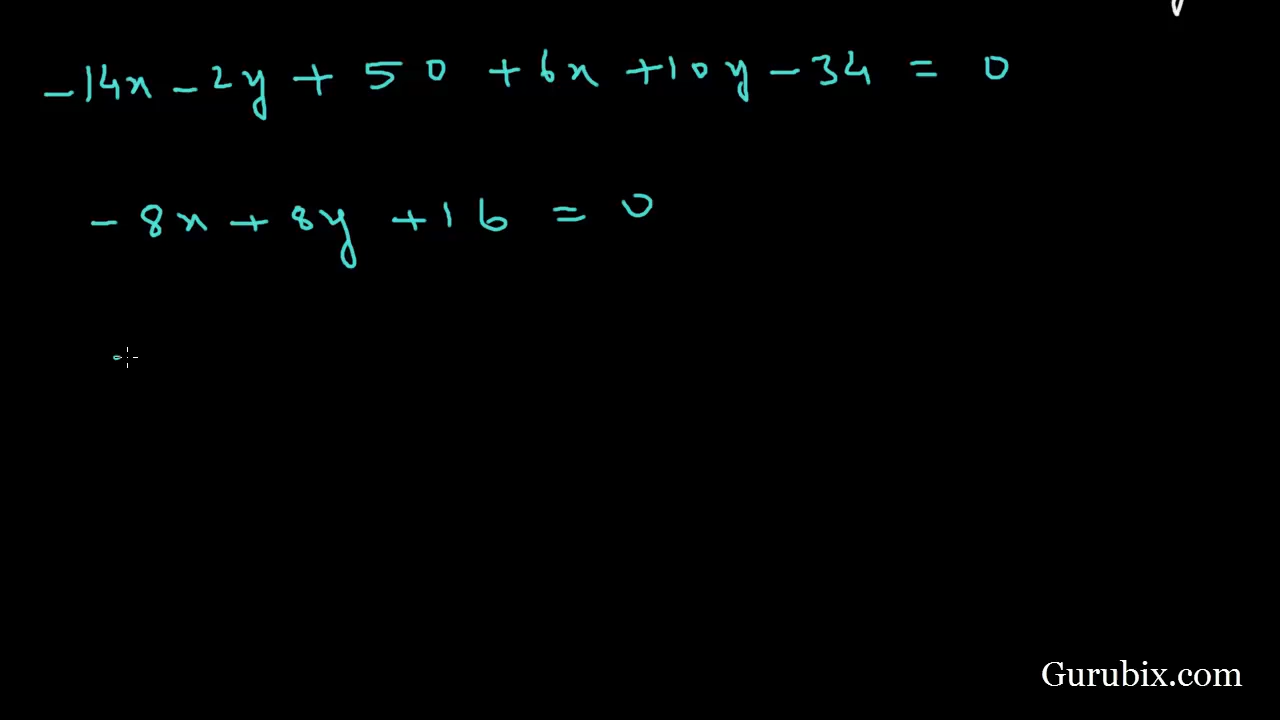 -14x - 2y + 50 + 6x + 10y - 34 = 0
-8x + 8y + 16 = 0
Gurubix.com